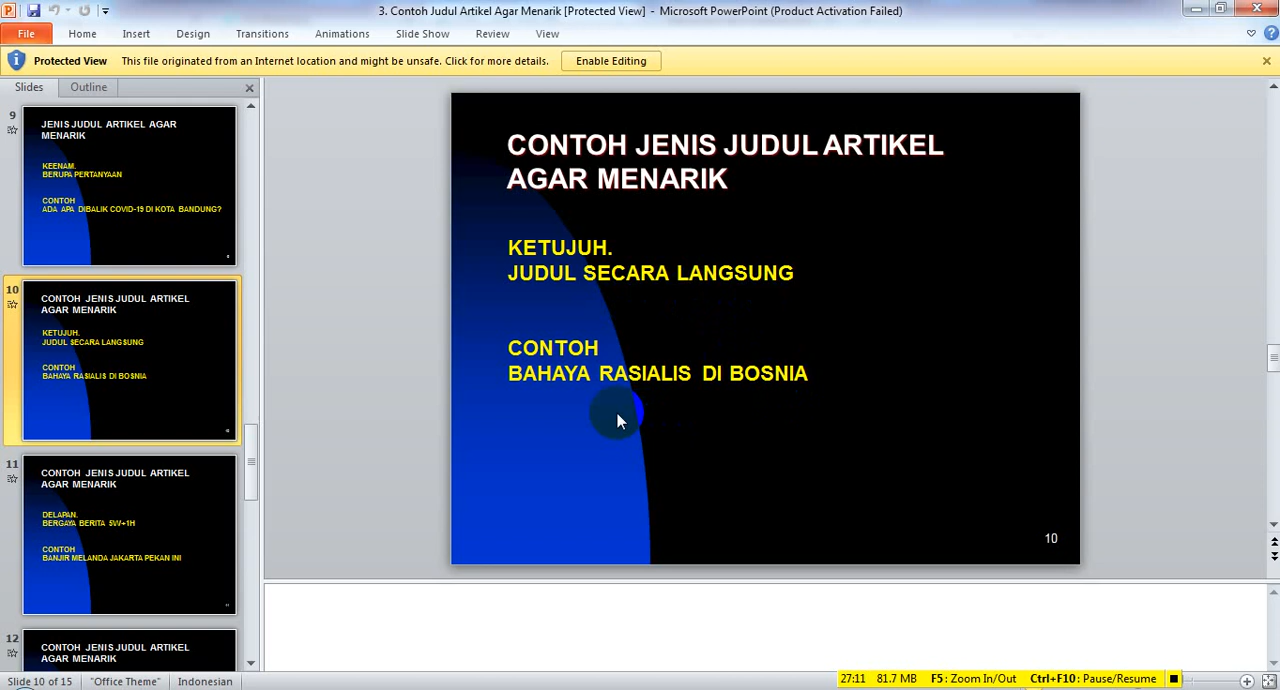 3. Contoh Judul Artikel Agar Menarik [Protected View] - Microsoft PowerPoint (Product Activation Failed)
File Home Insert Design Transitions Animations Slide Show Review View
Protected View This file originated from an Internet location and might be unsafe. Click for more details. Enable Editing
Slides Outline
9
JENIS JUDUL ARTIKEL AGAR
MENARIK
KEENAM.
BERUPA PERTANYAAN
CONTOH
ADA APA DIBALIK COVID-19 DI KOTA BANDUNG?
10
CONTOH JENIS JUDUL ARTIKEL
AGAR MENARIK
KETUJUH.
JUDUL SECARA LANGSUNG
CONTOH
BAHAYA RASIALIS DI BOSNIA
11
CONTOH JENIS JUDUL ARTIKEL
AGAR MENARIK
DELAPAN.
BERGAYA BERITA 5W+1H
CONTOH
BANJIR MELANDA JAKARTA PEKAN INI
12
CONTOH JENIS JUDUL ARTIKEL
AGAR MENARIK
CONTOH JENIS JUDUL ARTIKEL
AGAR MENARIK
KETUJUH.
JUDUL SECARA LANGSUNG
CONTOH
BAHAYA RASIALIS DI BOSNIA
10
Slide 10 of 15 "Office Theme" Indonesian
27:11 81.7 MB F5: Zoom In/Out Ctrl+F10: Pause/Resume